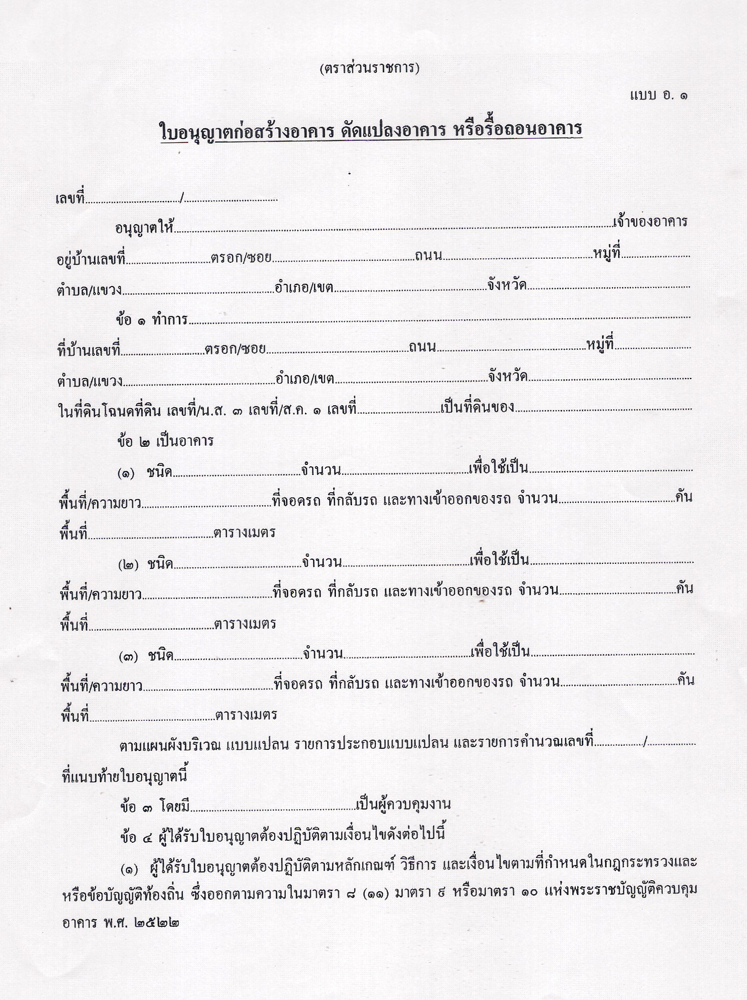 (ตราส่วนราชการ)
แบบ อ. ๑
ใบอนุญาตก่อสร้างอาคาร ดัดแปลงอาคาร หรือรื้อถอนอาคาร
เลขที่................................../..................................
อนุญาตให้................................................................................เจ้าของอาคาร
อยู่บ้านเลขที่..............................ตรอก/ซอย..................................................ถนน.....................................................หมู่ที่.........................
ตำบล/แขวง......................................................อำเภอ/เขต......................................................จังหวัด..........................................................
ข้อ ๑ ทำการ................................................................................
ที่บ้านเลขที่..............................ตรอก/ซอย..................................................ถนน.....................................................หมู่ที่...........................
ตำบล/แขวง......................................................อำเภอ/เขต......................................................จังหวัด..........................................................
ในที่ดินโฉนดที่ดิน เลขที่/น.ส. ๓ เลขที่/ส.ค. ๑ เลขที่..............................เป็นที่ดินของ...............................................................
ข้อ ๒ เป็นอาคาร
(๑) ชนิด..............................................จำนวน.............................................เพื่อใช้เป็น..........................................................
พื้นที่/ความยาว..............................................ที่จอดรถ ที่กลับรถ และทางเข้าออกของรถ จำนวน.........................................คัน
พื้นที่.............................................ตารางเมตร
(๒) ชนิด..............................................จำนวน.............................................เพื่อใช้เป็น..........................................................
พื้นที่/ความยาว..............................................ที่จอดรถ ที่กลับรถ และทางเข้าออกของรถ จำนวน.........................................คัน
พื้นที่.............................................ตารางเมตร
(๓) ชนิด..............................................จำนวน.............................................เพื่อใช้เป็น..........................................................
พื้นที่/ความยาว..............................................ที่จอดรถ ที่กลับรถ และทางเข้าออกของรถ จำนวน.........................................คัน
พื้นที่.............................................ตารางเมตร
ตามแผนผังบริเวณ แบบแปลน รายการประกอบแบบแปลน และรายการคำนวณเลขที่................./.................
ที่แนบท้ายใบอนุญาตนี้
ข้อ ๓ โดยมี...........................................................เป็นผู้ควบคุมงาน
ข้อ ๔ ผู้ได้รับใบอนุญาตต้องปฏิบัติตามเงื่อนไขดังต่อไปนี้
(๑) ผู้ได้รับใบอนุญาตต้องปฏิบัติตามหลักเกณฑ์ วิธีการ และเงื่อนไขตามที่กำหนดในกฎกระทรวงและ
หรือข้อบัญญัติท้องถิ่น ซึ่งออกตามความในมาตรา ๘ (๑๑) มาตรา ๙ หรือมาตรา ๑๐ แห่งพระราชบัญญัติควบคุม
อาคาร พ.ศ. ๒๕๒๒